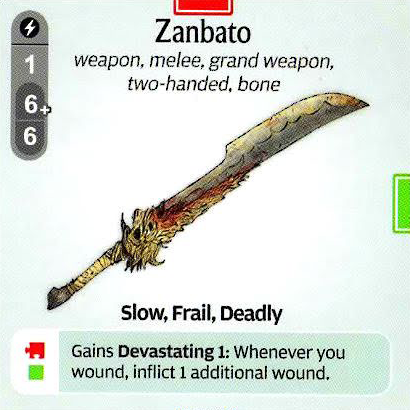 Zanbato
weapon, melee, grand weapon,
two-handed, bone
1
6+
6
Slow, Frail, Deadly
Gains Devastating 1: Whenever you
wound, inflict 1 additional wound.